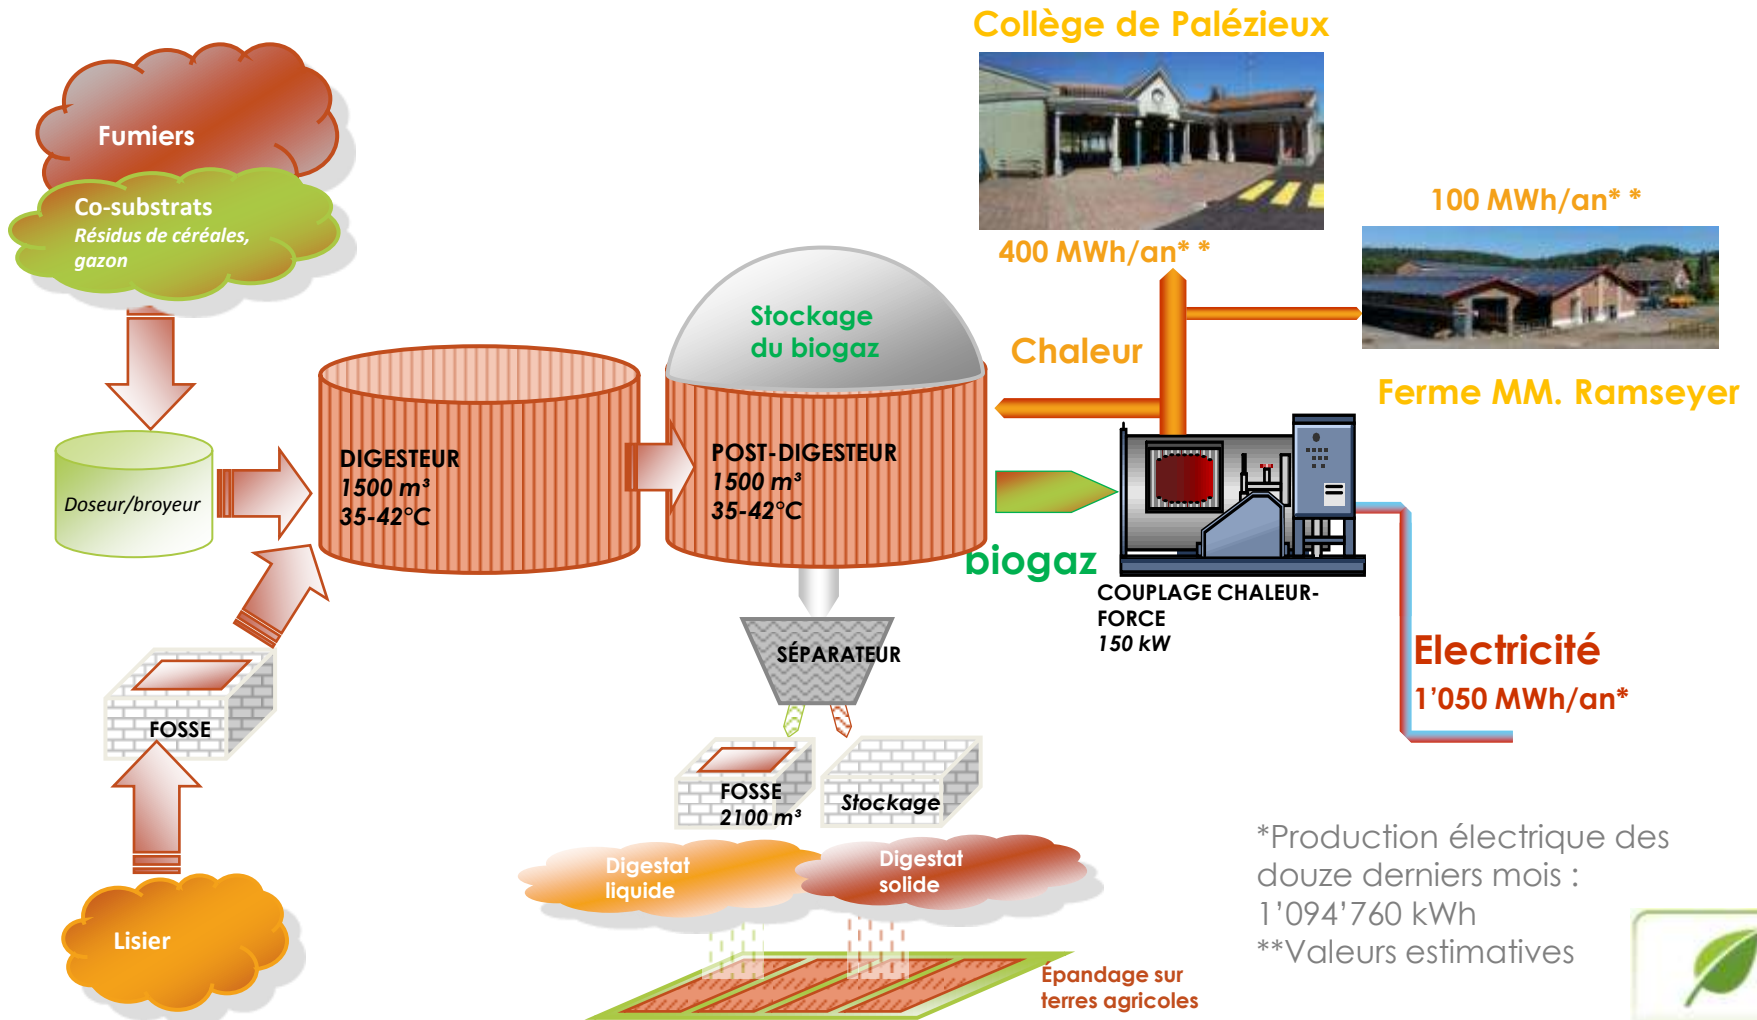 Collège de Palézieux
Fumiers
Co-substrats
Résidus de céréales,
gazon
100 MWh/an* *
400 MWh/an* *
Stockage
du biogaz
Chaleur
Ferme MM. Ramseyer
Doseur/broyeur
DIGESTEUR
1500 m³
35-42°C
POST-DIGESTEUR
1500 m³
35-42°C
biogaz
COUPLAGE CHALEUR-
FORCE
150 kW
SÉPARATEUR
Electricité
1’050 MWh/an*
FOSSE
FOSSE
2100 m³
Stockage
Digestat
liquide
Digestat
solide
Lisier
Épandage sur
terres agricoles
*Production électrique des
douze derniers mois :
1’094’760 kWh
**Valeurs estimatives